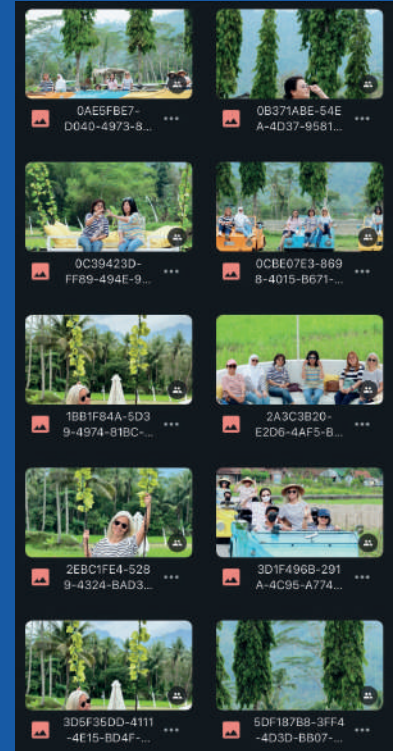 0AE5FBE7-
D040-4973-8...
0B371ABE-54E
A-4D37-9581...
0C39423D-
FF89-494E-9...
0CBE07E3-869
8-4015-B671-...
1BB1F84A-5D3
9-4974-81BC-...
2A3C3B20-
E2D6-4AF5-B...
2EBC1FE4-528
9-4324-BAD3...
3D1F496B-291
A-4C95-A774...
3D5F35DD-4111
-4E15-BD4F-...
5DF187B8-3FF4
-4D3D-BB07-...